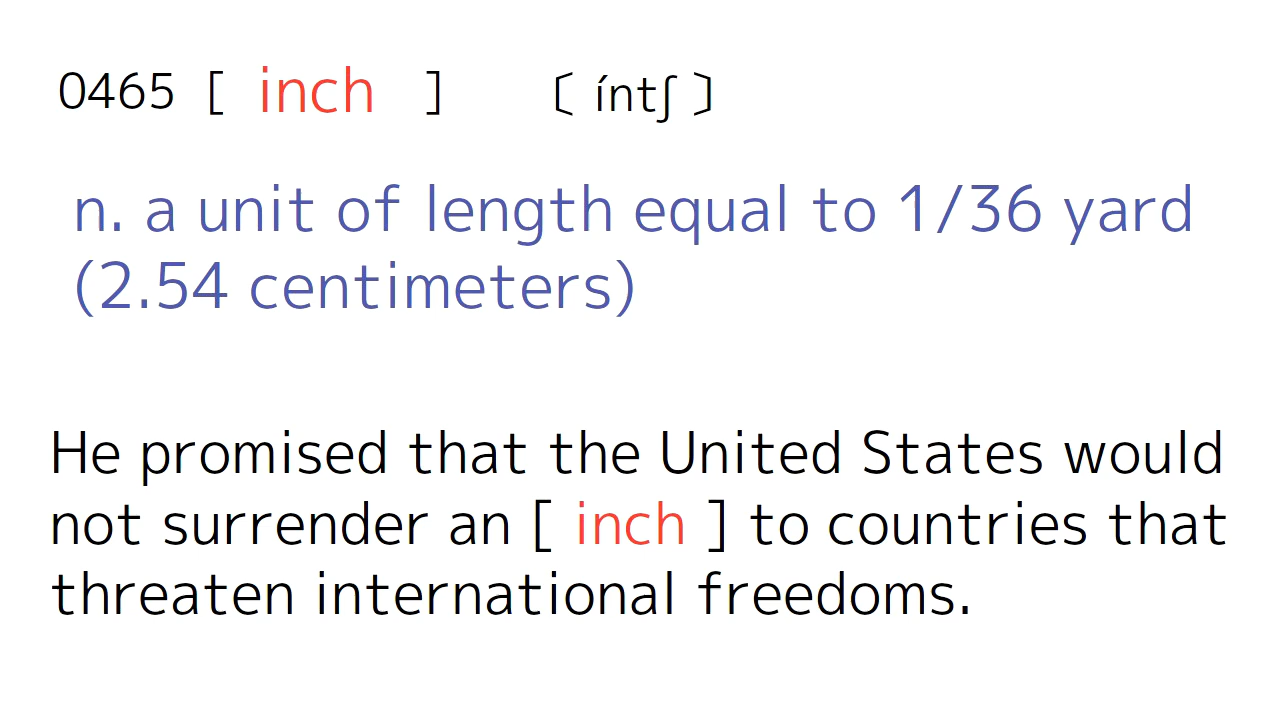 0465 [ inch ] 〔 íntʃ 〕
n. a unit of length equal to 1/36 yard
(2.54 centimeters)
He promised that the United States would
not surrender an [ inch ] to countries that
threaten international freedoms.